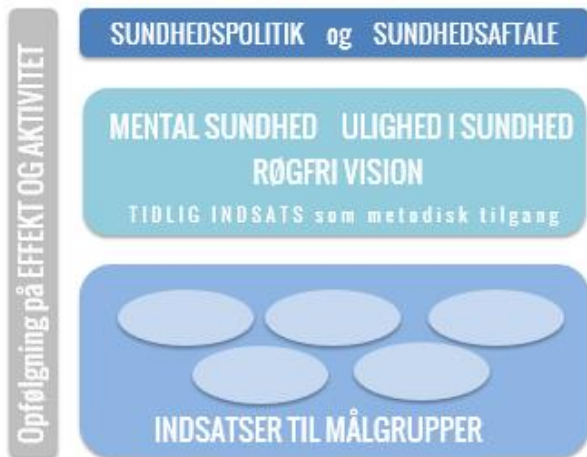 Opfølgning på EFFEKT OG AKTIVITET
SUNDHEDSPOLITIK og SUNDHEDSAFTALE
MENTAL SUNDHED ULIGHED I SUNDHED
RØGFRI VISION
TIDLIG INDSATS som metodisk tilgang
INDSATSER TIL MÅLGRUPPER